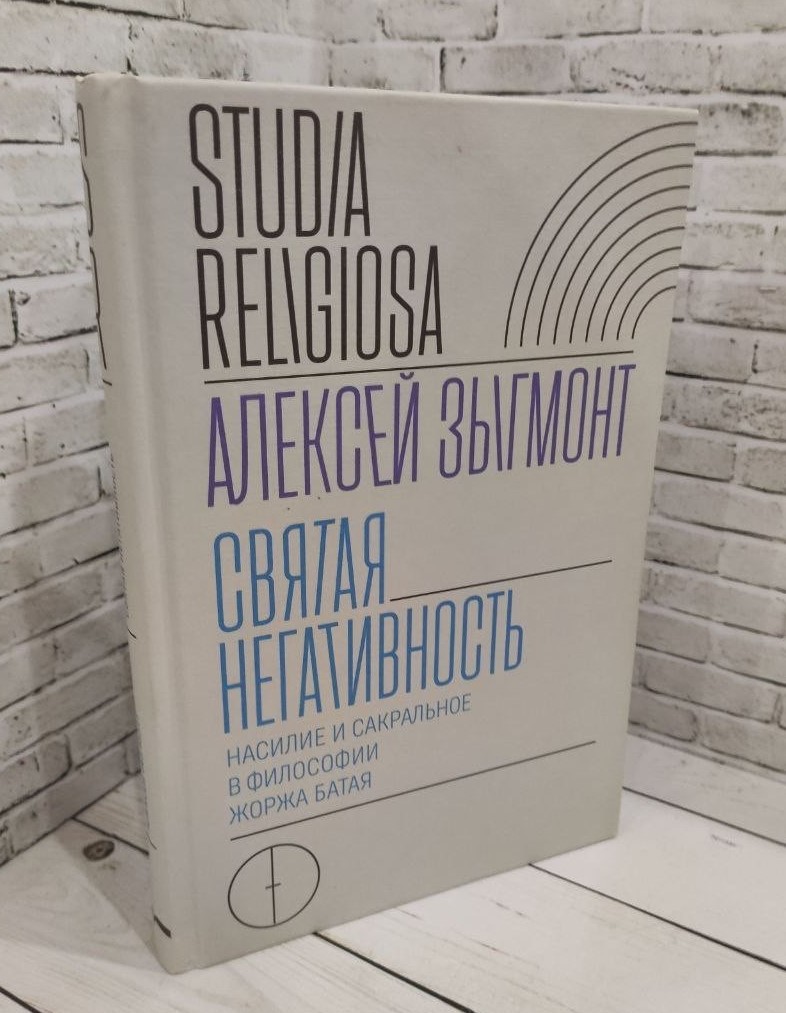 STUDIA
RELIGIOSA
АЛЕКСЕЙ ЗЫГМОНТ
СВЯТАЯ
НЕГАТИВНОСТЬ
НАСИЛИЕ И САКРАЛЬНОЕ
В ФИЛОСОФИИ
ЖОРЖА БАТАЯ